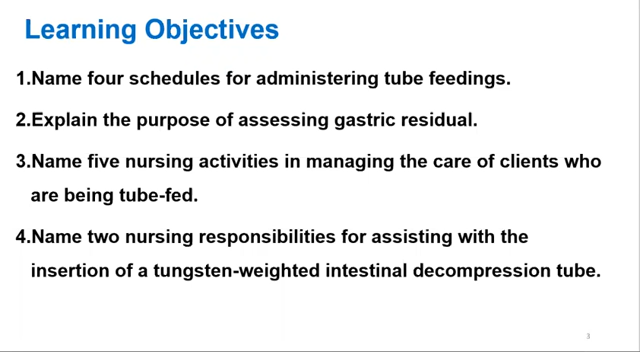 Learning Objectives
1.Name four schedules for administering tube feedings.
2.Explain the purpose of assessing gastric residual.
3.Name five nursing activities in managing the care of clients who
are being tube-fed.
4.Name two nursing responsibilities for assisting with the
insertion of a tungsten-weighted intestinal decompression tube.
3